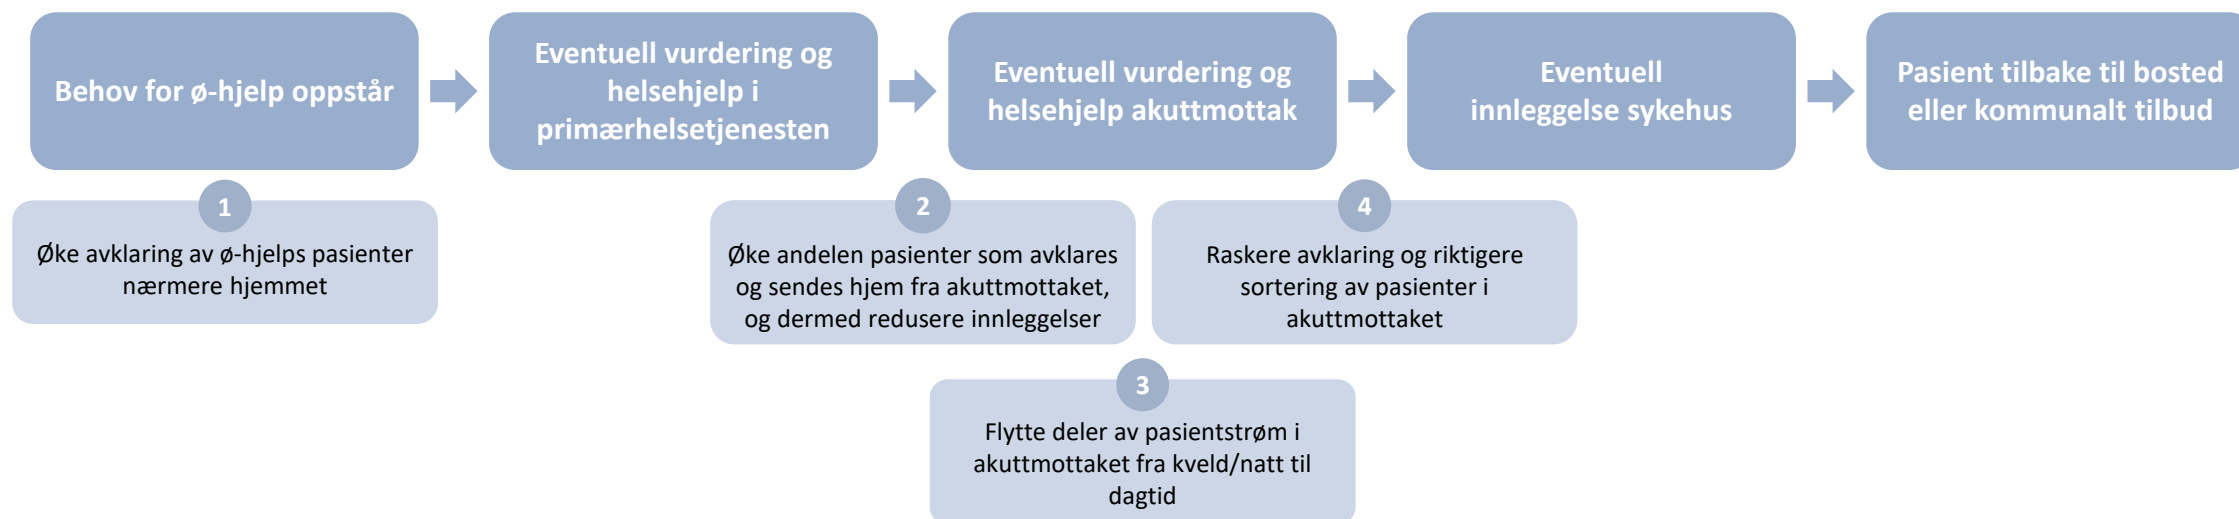 Behov for ø-hjelp oppstår
Eventuell vurdering og
helsehjelp i
primærhelsetjenesten
Eventuell vurdering og
helsehjelp akuttmottak
Eventuell
innleggelse sykehus
Pasient tilbake til bosted
eller kommunalt tilbud
1
Øke avklaring av ø-hjelps pasienter
nærmere hjemmet
2
Øke andelen pasienter som avklares
og sendes hjem fra akuttmottaket,
og dermed redusere innleggelser
4
Raskere avklaring og riktigere
sortering av pasienter i
akuttmottaket
3
Flytte deler av pasientstrøm i
akuttmottaket fra kveld/natt til
dagtid